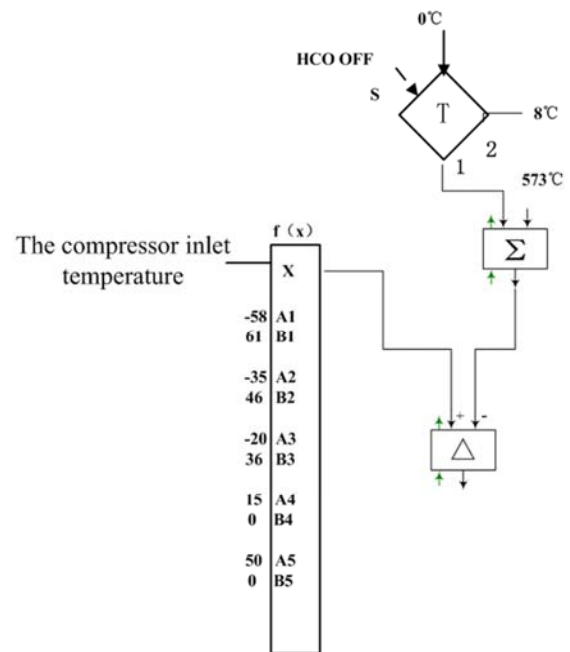 0℃
HCO OFF
S
T
8℃
1
2
573℃
f（x）
The compressor inlet
temperature
X
Σ
-58 A1
61 B1
-35 A2
46 B2
+ -
△
-20 A3
36 B3
15 A4
0 B4
50 A5
0 B5